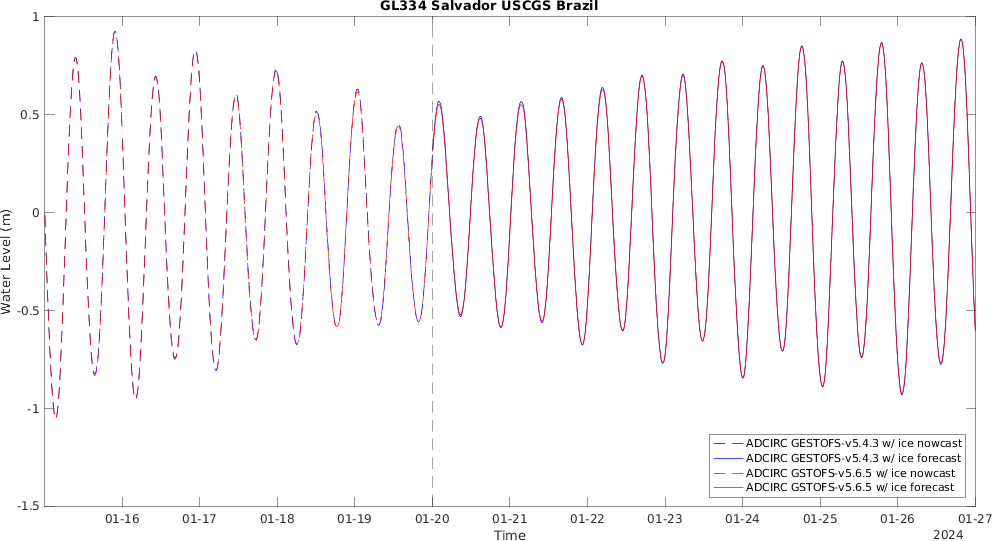 GL334 Salvador USCGS Brazil
1
0.5
0
-0.5
-1
-1.5
Water Level (m)
ADCIRC GESTOFS-v5.4.3 w/ ice nowcast
ADCIRC GESTOFS-v5.4.3 w/ ice forecast
ADCIRC GSTOFS-v5.6.5 w/ ice nowcast
ADCIRC GSTOFS-v5.6.5 w/ ice forecast
01-16 01-17 01-18 01-19 01-20 01-21 01-22 01-23 01-24 01-25 01-26 01-27
Time
2024